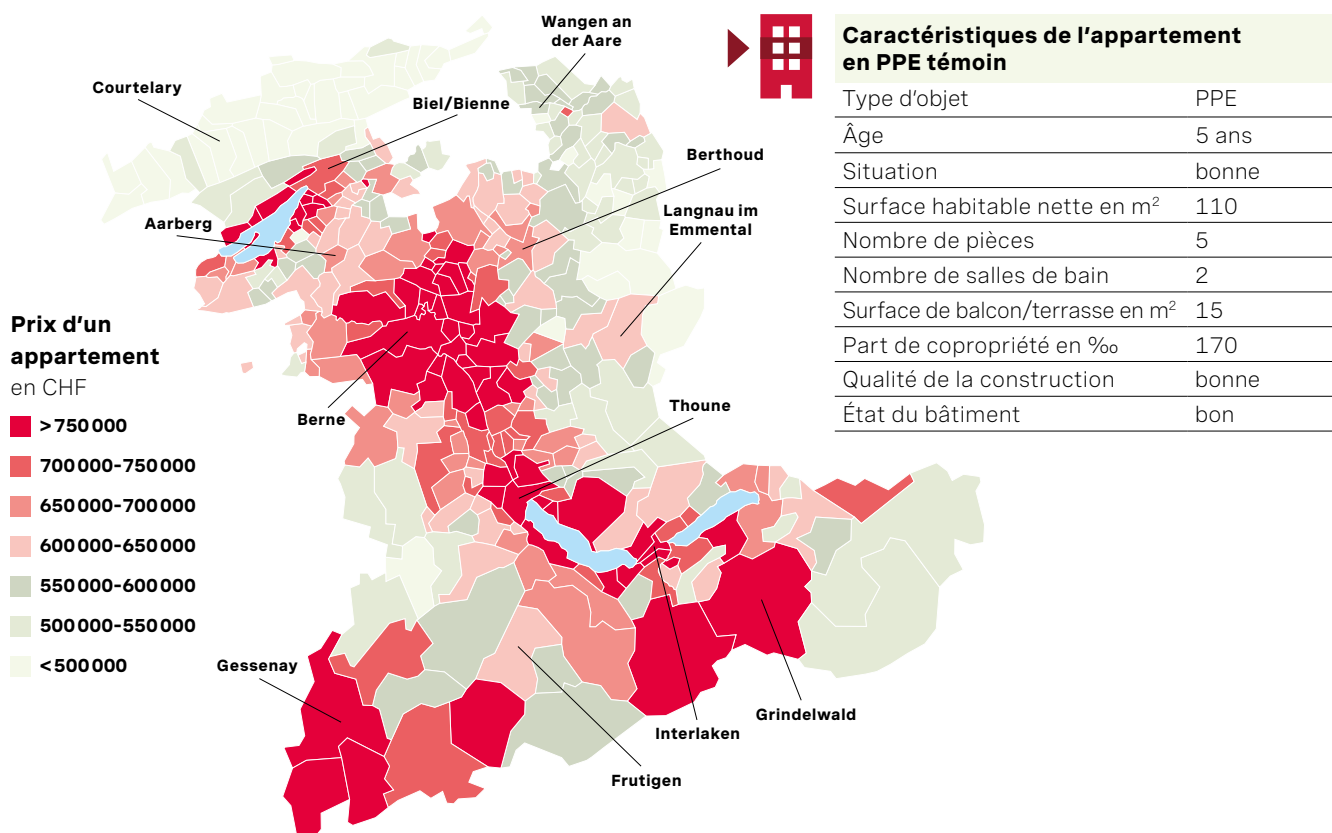 Wangen an
der Aare
Courtelary
Biel/Bienne
Berthoud
Langnau im
Emmental
Aarberg
Prix d'un
appartement
en CHF
>750 000
700 000-750 000
650 000-700 000
600 000-650 000
550 000-600 000
500 000-550 000
<500 000
Berne
Thoune
Gessenay
Grindelwald
Interlaken
Frutigen
Caractéristiques de l'appartement
en PPE témoin
Type d'objet PPE
Âge 5 ans
Situation bonne
Surface habitable nette en m² 110
Nombre de pièces 5
Nombre de salles de bain 2
Surface de balcon/terrasse en m² 15
Part de copropriété en ‰ 170
Qualité de la construction bonne
État du bâtiment bon